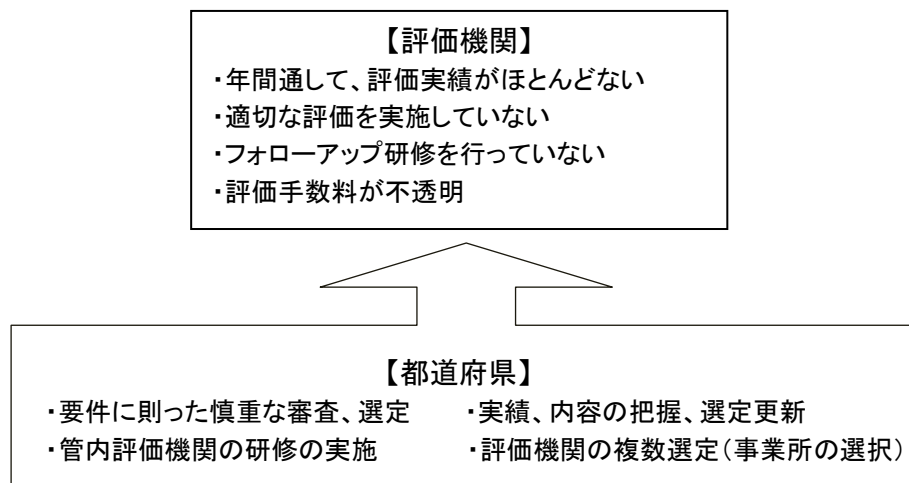 【評価機関】
・年間通して、評価実績がほとんどない
・適切な評価を実施していない
・フォローアップ研修を行っていない
・評価手数料が不透明
【都道府県】
・要件に則った慎重な審査、選定　・実績、内容の把握、選定更新
・管内評価機関の研修の実施　・評価機関の複数選定（事業所の選択）